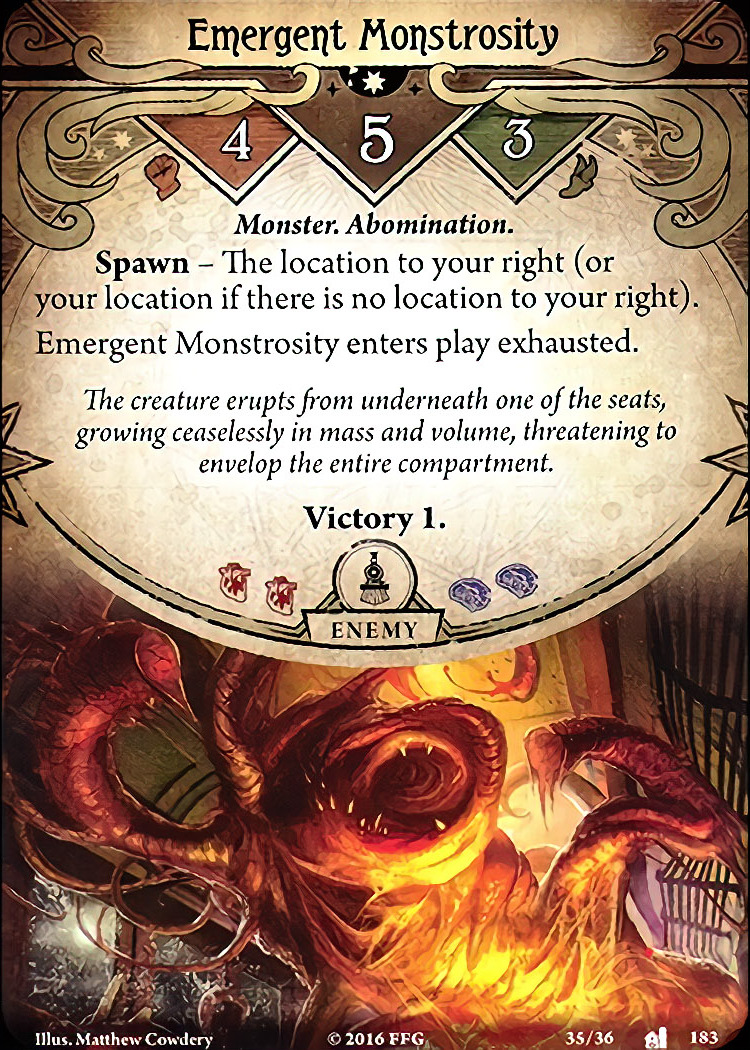 Emergent Monstrosity
4 5 3
Monster. Abomination.
Spawn – The location to your right (or
your location if there is no location to your right).
Emergent Monstrosity enters play exhausted.
The creature erupts from underneath one of the seats,
growing ceaselessly in mass and volume, threatening to
envelop the entire compartment.
Victory 1.
ENEMY
Illus. Matthew Cowdery © 2016 FFG 35/36 183